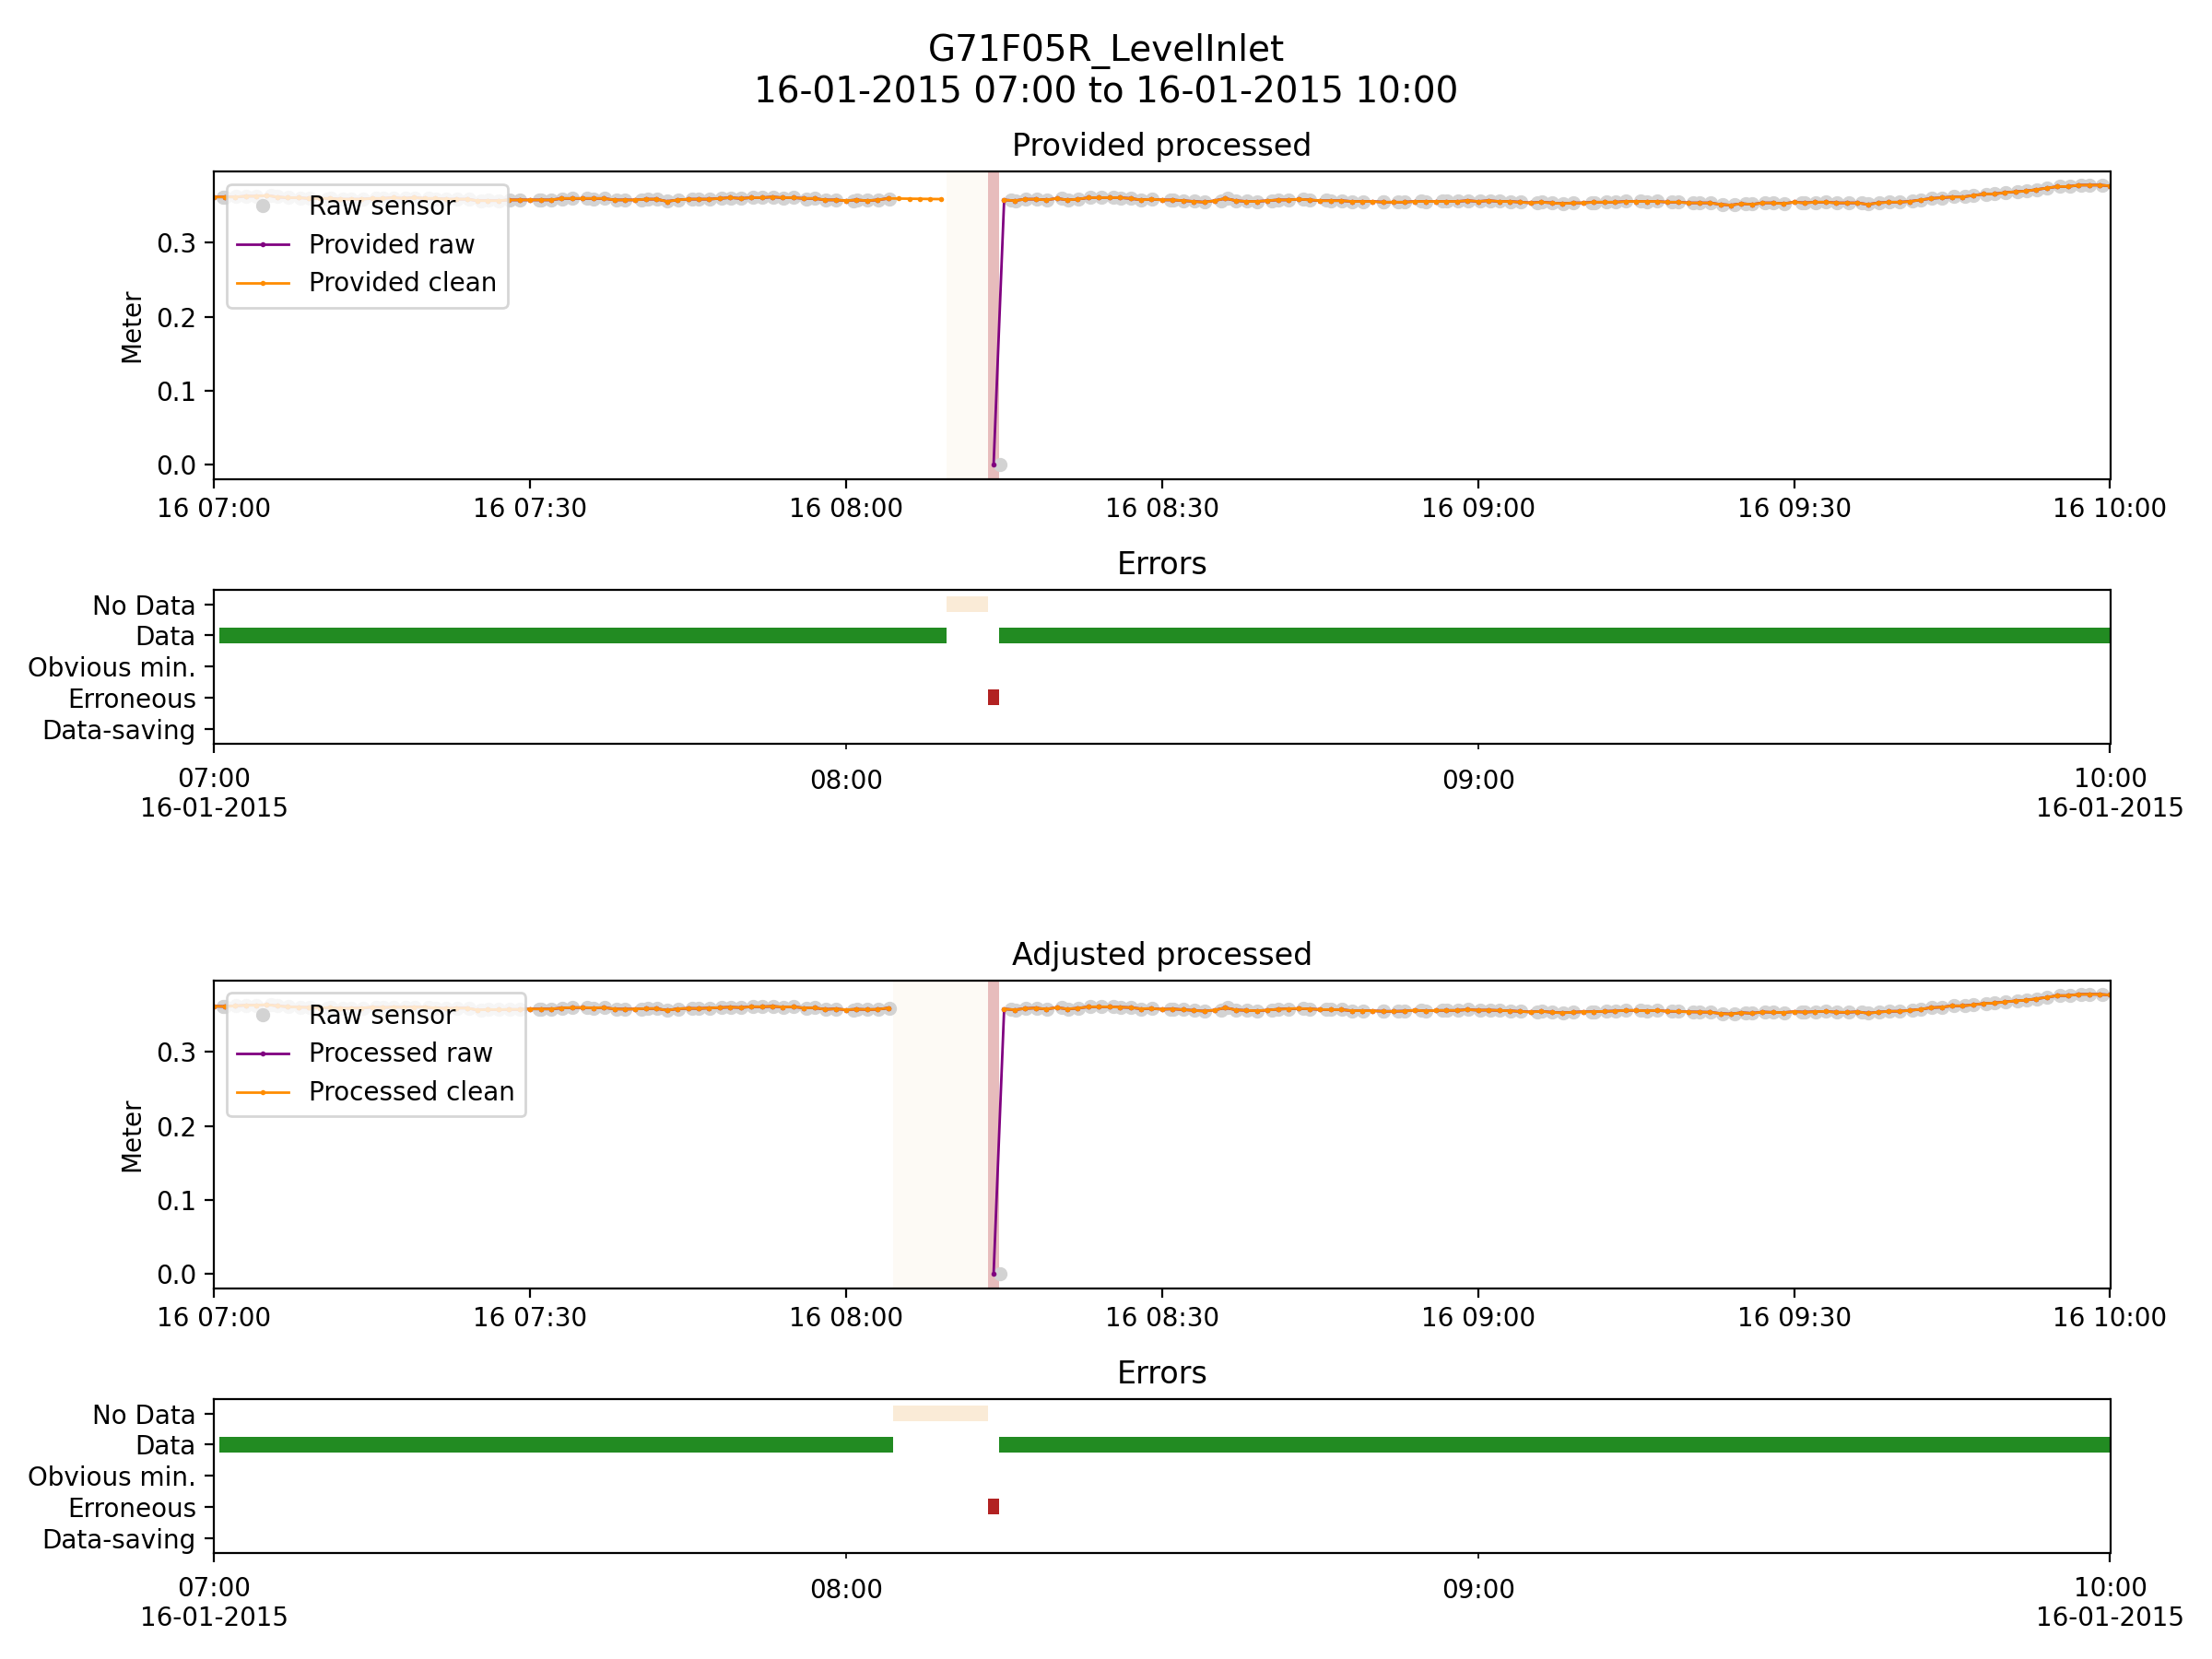 G71F05R_LevelInlet
16-01-2015 07:00 to 16-01-2015 10:00
Provided processed
Raw sensor
Provided raw
Provided clean
Meter
0.3
0.2
0.1
0.0
16 07:00 16 07:30 16 08:00 16 08:30 16 09:00 16 09:30 16 10:00
Errors
No Data
Data
Obvious min.
Erroneous
Data-saving
07:00 08:00 09:00 10:00
16-01-2015 16-01-2015
Adjusted processed
Raw sensor
Processed raw
Processed clean
Meter
0.3
0.2
0.1
0.0
16 07:00 16 07:30 16 08:00 16 08:30 16 09:00 16 09:30 16 10:00
Errors
No Data
Data
Obvious min.
Erroneous
Data-saving
07:00 08:00 09:00 10:00
16-01-2015 16-01-2015